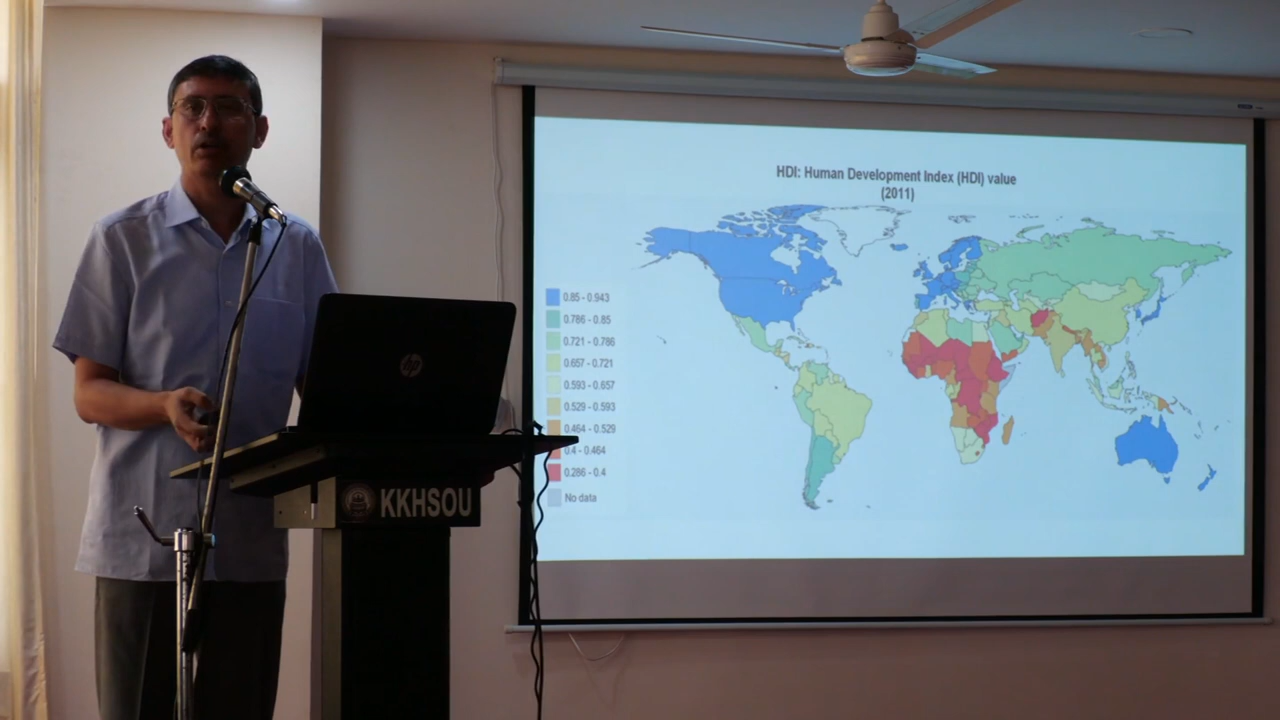 HDI: Human Development Index (HDI) value
(2011)
0.85 - 0.943
0.786 - 0.85
0.721 - 0.786
0.657 - 0.721
0.593 - 0.657
0.529 - 0.593
0.464 - 0.529
0.4 - 0.464
0.286 - 0.4
No data
hp
KKHSOU